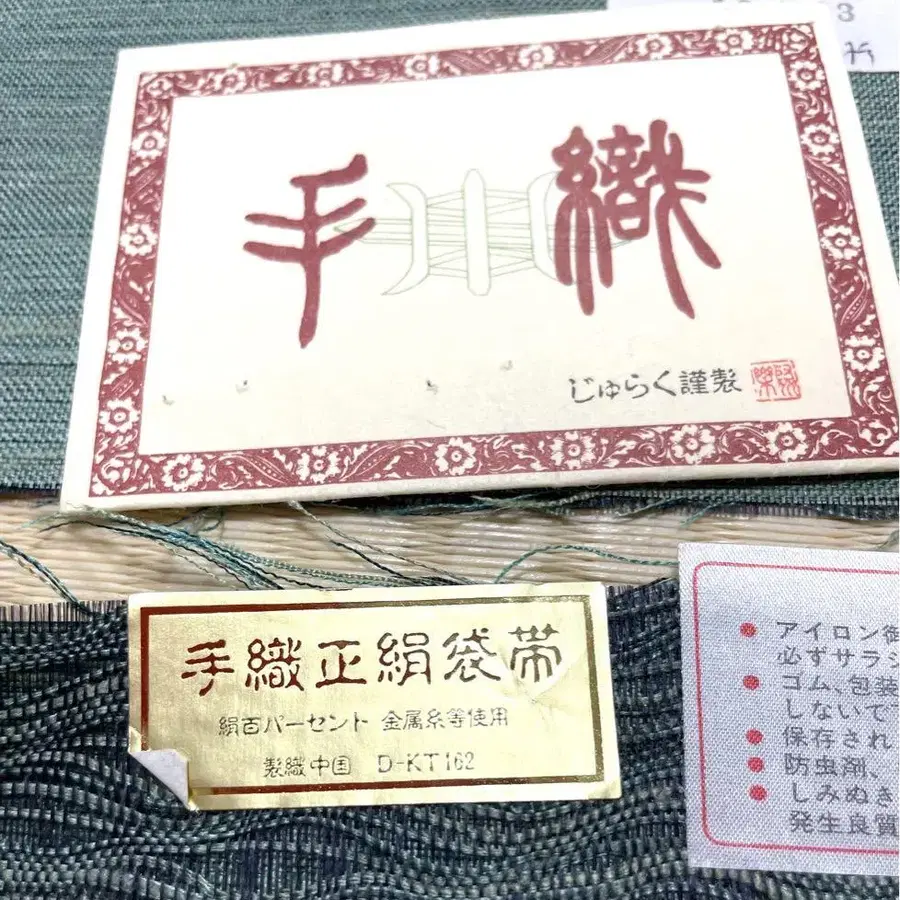 手織
じゅらく謹製
手織正絹袋帯
絹百パーセント 金属糸等使用
製織中国 D-KT162
アイロン御
必ずサラシ
ゴム、包装
しないで
保存され
防虫剤、
しみぬき
発生良質